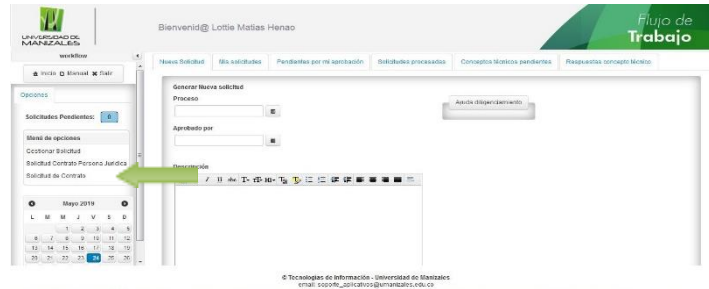 UNIVERSIDAD DE
MANIZALES
Bienvenid@ Lottie Matias Henao
Flujo de
Trabajo
workflow
Inicio Manual Salir
Nueva Solicitud Mis solicitudes Pendientes por mi aprobación Solicitudes procesadas Conceptos técnicos pendientes Respuestas concepto técnico
Opciones
Solicitudes Pendientes: 0
Menú de opciones
Gestionar Solicitud
Solicitud Contrato Persona Jurídica
Solicitud de Contrato
Generar Nueva solicitud
Proceso
Ayuda diligenciamiento
Aprobado por
Descripción
Mayo 2019
L M M J V S D
1 2 3 4 5
6 7 8 9 10 11 12
13 14 15 16 17 18 19
20 21 22 23 24 25 26
© Tecnologías de Información - Universidad de Manizales
email: soporte_aplicativos@umanizales.edu.co